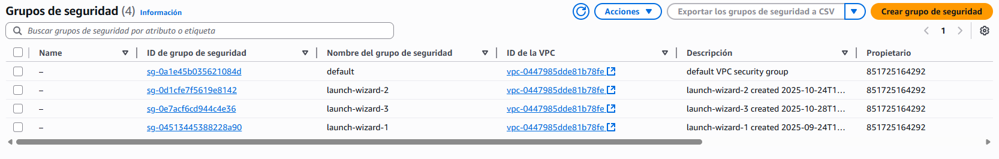 Grupos de seguridad (4) Información
Acciones Exportar los grupos de seguridad a CSV Crear grupo de seguridad
Buscar grupos de seguridad por atributo o etiqueta 1
Name ID de grupo de seguridad Nombre del grupo de seguridad ID de la VPC Descripción Propietario
– sg-0a1e45b035621084d default vpc-0447985dde81b78fe default VPC security group 851725164292
– sg-0d1cfe7f5619e8142 launch-wizard-2 vpc-0447985dde81b78fe launch-wizard-2 created 2025-10-24T1... 851725164292
– sg-0e7acf6cd944c4e36 launch-wizard-3 vpc-0447985dde81b78fe launch-wizard-3 created 2025-10-28T1... 851725164292
– sg-04513445388228a90 launch-wizard-1 vpc-0447985dde81b78fe launch-wizard-1 created 2025-09-24T1... 851725164292